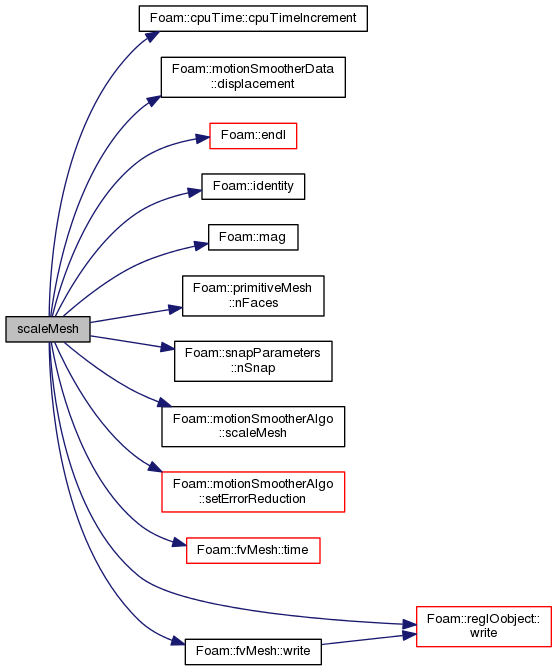 Foam::cpuTime::cpuTimeIncrement
Foam::motionSmootherData
::displacement
Foam::endl
Foam::identity
Foam::mag
Foam::primitiveMesh
::nFaces
scaleMesh
Foam::snapParameters
::nSnap
Foam::motionSmootherAlgo
::scaleMesh
Foam::motionSmootherAlgo
::setErrorReduction
Foam::fvMesh::time
Foam::regIOobject::
write
Foam::fvMesh::write